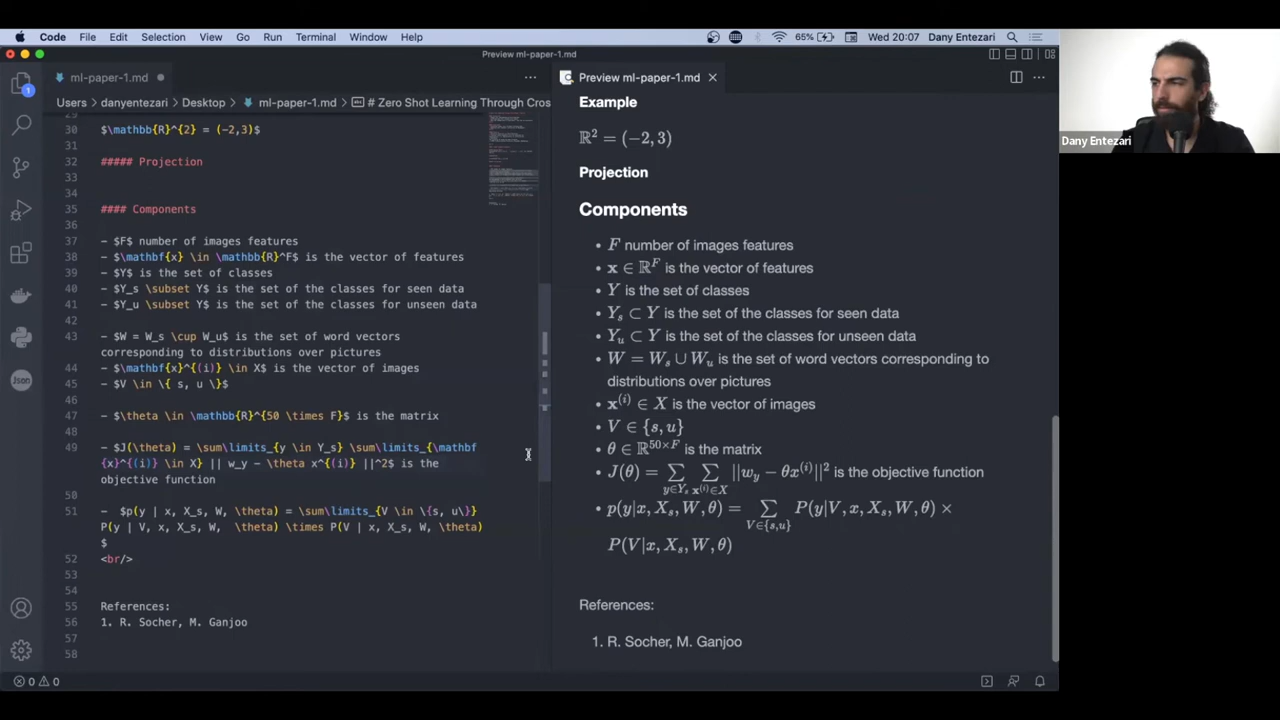 Code File Edit Selection View Go Run Terminal Window Help 65% Wed 20:07 Dany Entezari
Preview ml-paper-1.md
ml-paper-1.md
Users > danyentezari > Desktop > ml-paper-1.md > # Zero Shot Learning Through Cros
29
30 $\mathbb{R}^{2} = (-2,3)$
31
32 ##### Projection
33
34
35 #### Components
36
37 - $F$ number of images features
38 - $\mathbf{x} \in \mathbb{R}^F$ is the vector of features
39 - $Y$ is the set of classes
40 - $Y_s \subset Y$ is the set of the classes for seen data
41 - $Y_u \subset Y$ is the set of the classes for unseen data
42
43 - $W = W_s \cup W_u$ is the set of word vectors
corresponding to distributions over pictures
44 - $\mathbf{x}^{(i)} \in X$ is the vector of images
45 - $V \in \{ s, u \}$
46
47 - $\theta \in \mathbb{R}^{50 \times F}$ is the matrix
48
49 - $J(\theta) = \sum\limits_{y \in Y_s} \sum\limits_{\mathbf
{x}^{(i)} \in X} || w_y - \theta x^{(i)} ||^2$ is the
objective function
50
51 - $p(y | x, X_s, W, \theta) = \sum\limits_{V \in \{s, u\}}
P(y | V, x, X_s, W, \theta) \times P(V | x, X_s, W, \theta)
$
52 <br/>
53
54
55 References:
56 1. R. Socher, M. Ganjoo
57
58
Preview ml-paper-1.md
Example
ℝ² = (−2, 3)
Projection
Components
• F number of images features
• x ∈ ℝ^F is the vector of features
• Y is the set of classes
• Y_s ⊂ Y is the set of the classes for seen data
• Y_u ⊂ Y is the set of the classes for unseen data
• W = W_s ∪ W_u is the set of word vectors corresponding to
distributions over pictures
• x^(i) ∈ X is the vector of images
• V ∈ {s, u}
• θ ∈ ℝ^50×F is the matrix
• J(θ) = ∑_{y∈Y_s} ∑_{x^(i)∈X} ||w_y − θx^(i)||² is the objective function
• p(y|x, X_s, W, θ) = ∑_{V∈{s,u}} P(y|V, x, X_s, W, θ) ×
P(V|x, X_s, W, θ)
References:
1. R. Socher, M. Ganjoo
Dany Entezari
1
Json
0 0